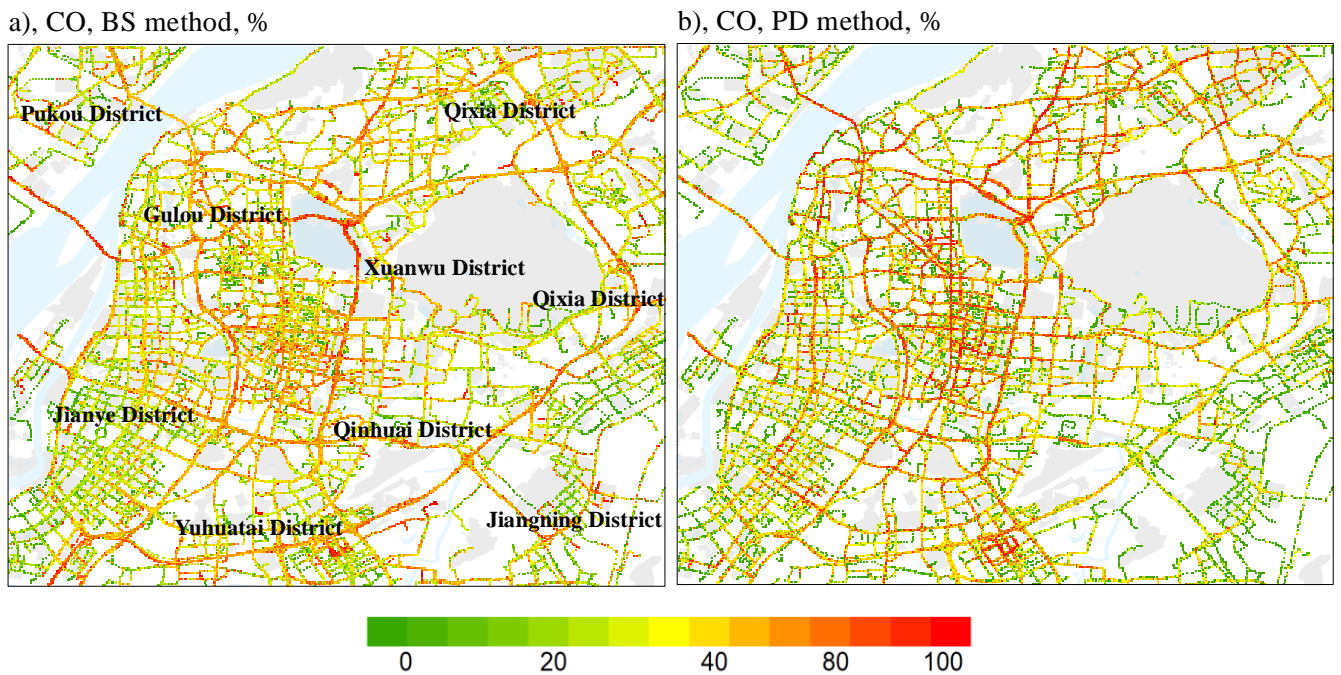 a), CO, BS method, %
b), CO, PD method, %
Pukou District
Qixia District
Gulou District
Xuanwu District
Qixia District
Jianye District
Qinhuai District
Yuhuatai District
Jiangning District
0 20 40 80 100